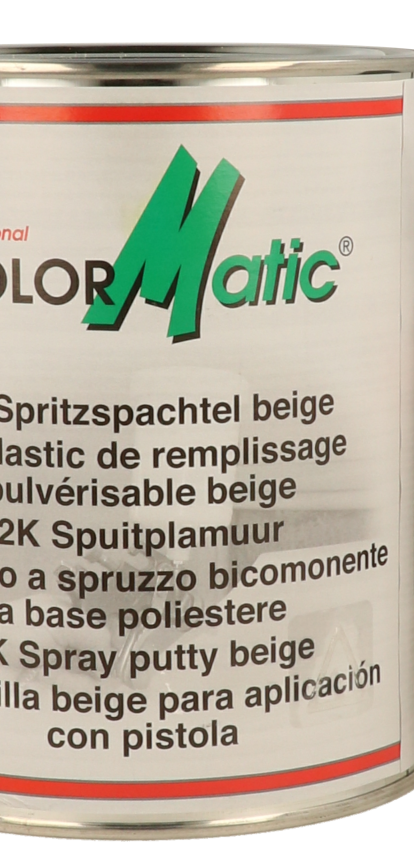 onal
OLORMatic®
Spritzspachtel beige
lastic de remplissage
pulvérisable beige
2K Spuitplamuur
o a spruzzo bicomonente
a base poliestere
K Spray putty beige
illa beige para aplicación
con pistola